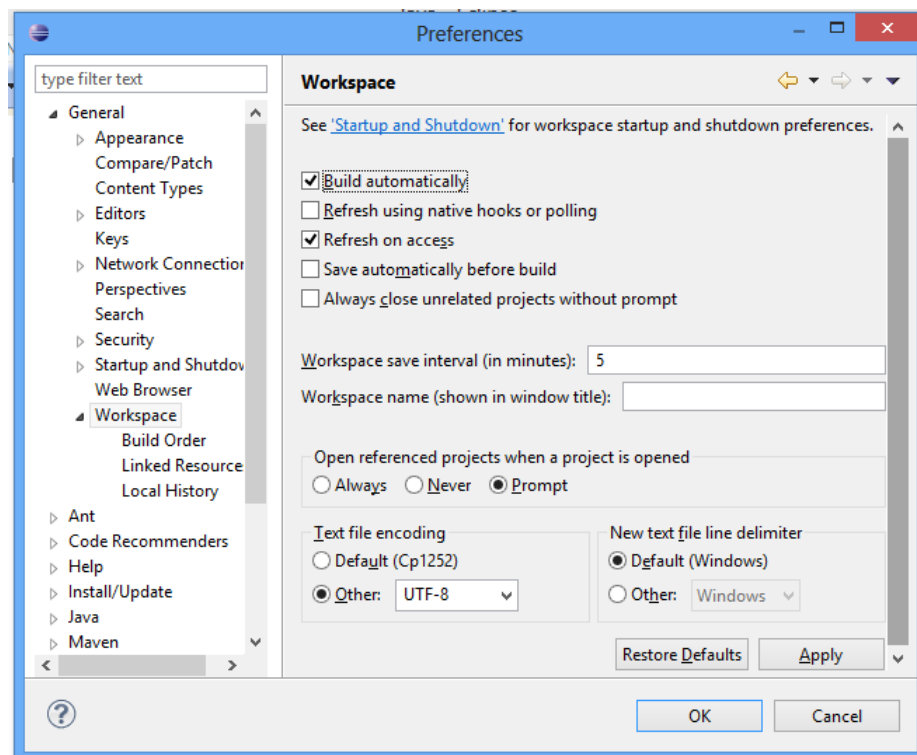 Preferences
type filter text
General
Appearance
Compare/Patch
Content Types
Editors
Keys
Network Connection
Perspectives
Search
Security
Startup and Shutdov
Web Browser
Workspace
Build Order
Linked Resource
Local History
Ant
Code Recommenders
Help
Install/Update
Java
Maven
Workspace
See 'Startup and Shutdown' for workspace startup and shutdown preferences.
Build automatically
Refresh using native hooks or polling
Refresh on access
Save automatically before build
Always close unrelated projects without prompt
Workspace save interval (in minutes): 5
Workspace name (shown in window title):
Open referenced projects when a project is opened
Always Never Prompt
Text file encoding
Default (Cp1252)
Other: UTF-8
New text file line delimiter
Default (Windows)
Other: Windows
Restore Defaults Apply
OK Cancel